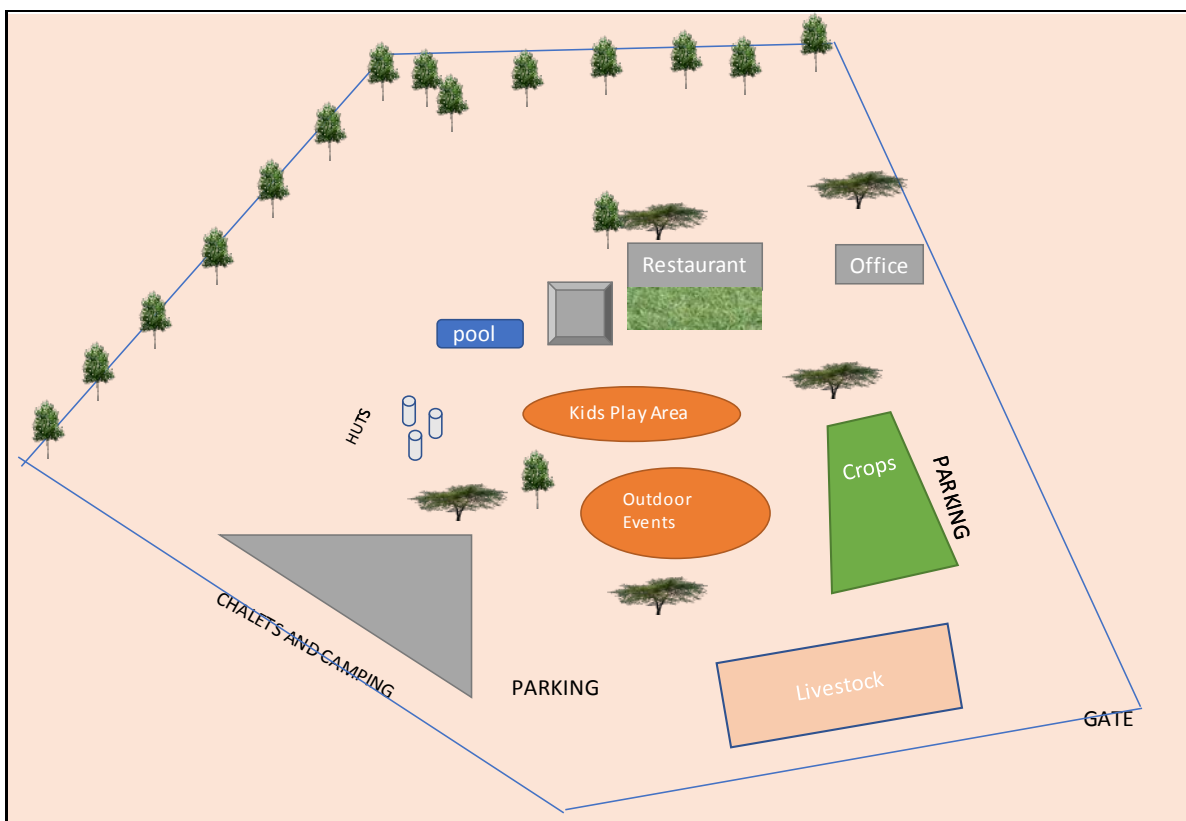 Restaurant
Office
pool
Kids Play Area
HUTS
Crops
PARKING
Outdoor
Events
CHALETS AND CAMPING
PARKING
Livestock
GATE